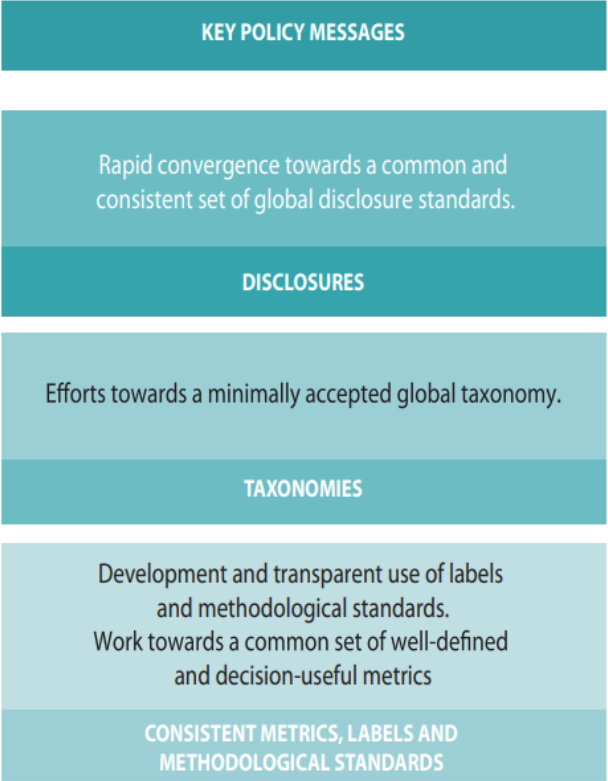 KEY POLICY MESSAGES
Rapid convergence towards a common and
consistent set of global disclosure standards.
DISCLOSURES
Efforts towards a minimally accepted global taxonomy.
TAXONOMIES
Development and transparent use of labels
and methodological standards.
Work towards a common set of well-defined
and decision-useful metrics
CONSISTENT METRICS, LABELS AND
METHODOLOGICAL STANDARDS